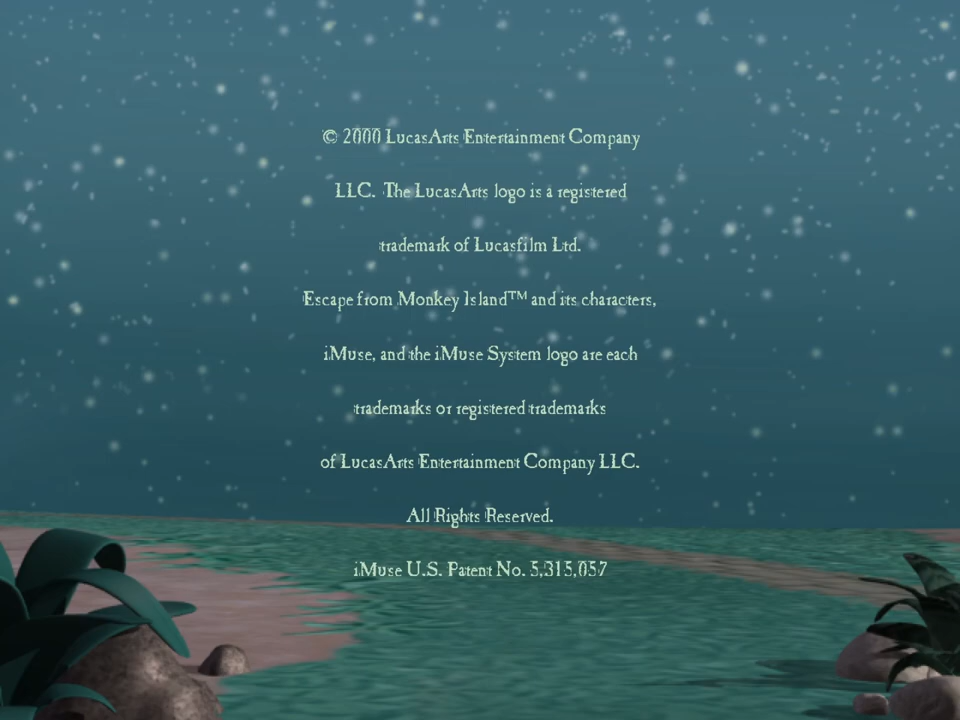 © 2000 LucasArts Entertainment Company
LLC. The LucasArts logo is a registered
trademark of Lucasfilm Ltd.
Escape from Monkey Island™ and its characters,
iMuse, and the iMuse System logo are each
trademarks or registered trademarks
of LucasArts Entertainment Company LLC.
All Rights Reserved.
iMuse U.S. Patent No. 5,315,057